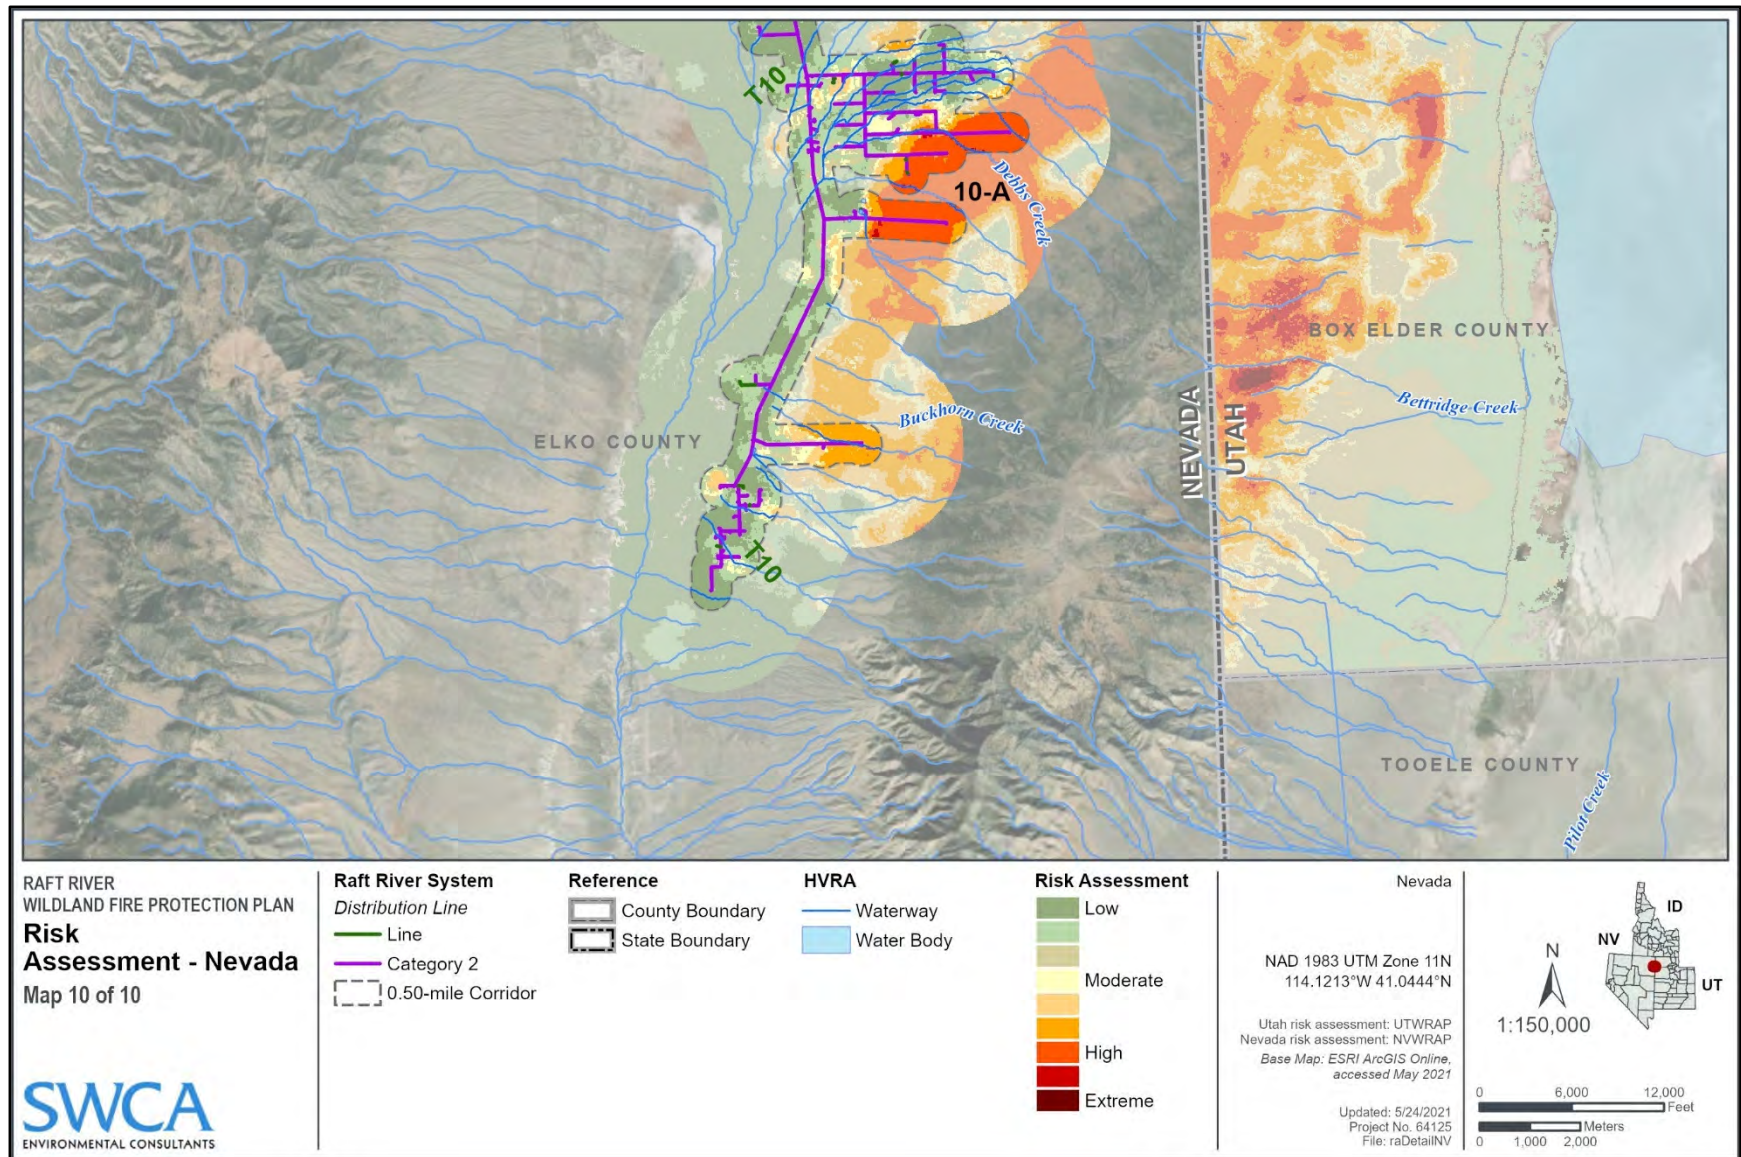 T10
10-A
Debbs Creek
BOX ELDER COUNTY
Bettridge Creek
Buckhorn Creek
ELKO COUNTY
NEVADA
UTAH
T10
TOOELE COUNTY
Pilot Creek
RAFT RIVER
WILDLAND FIRE PROTECTION PLAN
Risk
Assessment - Nevada
Map 10 of 10
SWCA
ENVIRONMENTAL CONSULTANTS
Raft River System
Distribution Line
Line
Category 2
0.50-mile Corridor
Reference
County Boundary
State Boundary
HVRA
Waterway
Water Body
Risk Assessment
Low
Moderate
High
Extreme
Nevada
NAD 1983 UTM Zone 11N
114.1213°W 41.0444°N
Utah risk assessment: UTWRAP
Nevada risk assessment: NVWRAP
Base Map: ESRI ArcGIS Online,
accessed May 2021
Updated: 5/24/2021
Project No. 64125
File: raDetailNV
N
1:150,000
ID
NV
UT
0 6,000 12,000
Feet
Meters
0 1,000 2,000